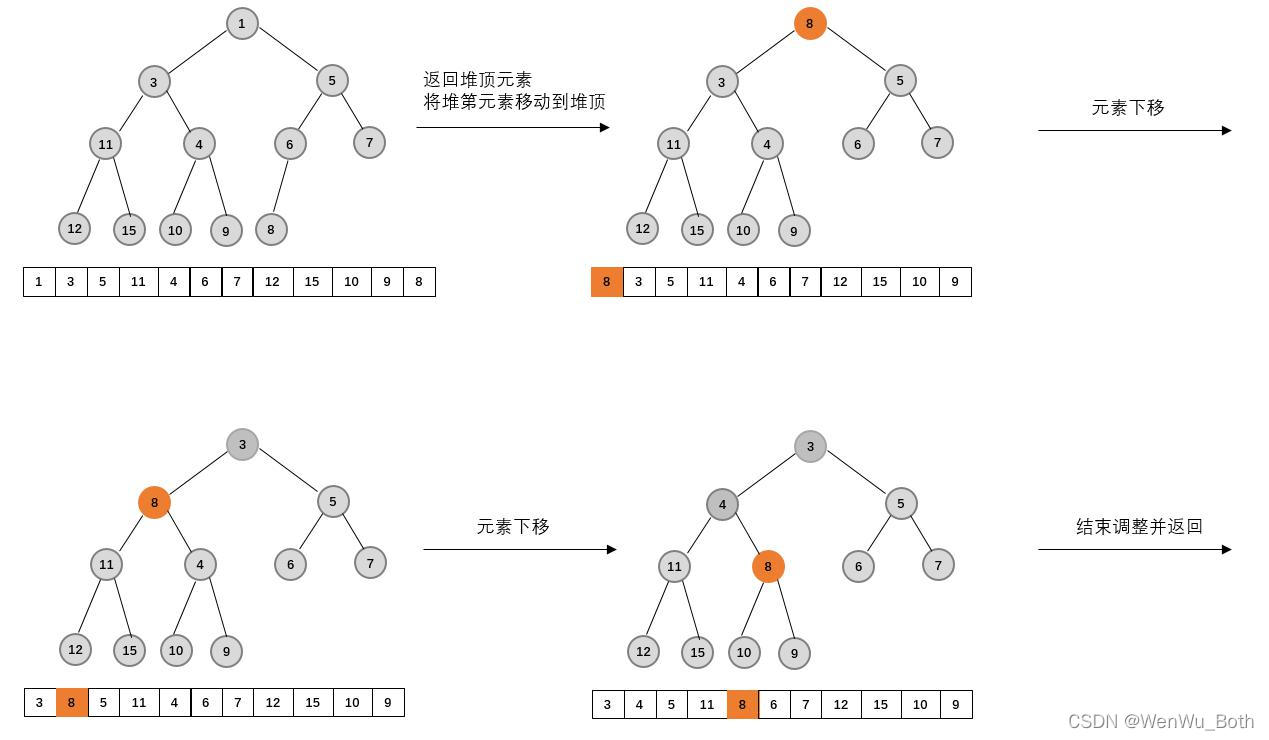 1
3 5
11 4 6 7
12 15 10 9 8
1 3 5 11 4 6 7 12 15 10 9 8
返回堆顶元素
将堆第元素移动到堆顶
8
3 5
11 4 6 7
12 15 10 9
8 3 5 11 4 6 7 12 15 10 9
元素下移
3
8 5
11 4 6 7
12 15 10 9
3 8 5 11 4 6 7 12 15 10 9
元素下移
3
4 5
11 8 6 7
12 15 10 9
3 4 5 11 8 6 7 12 15 10 9
结束调整并返回
CSDN @WenWu_Both